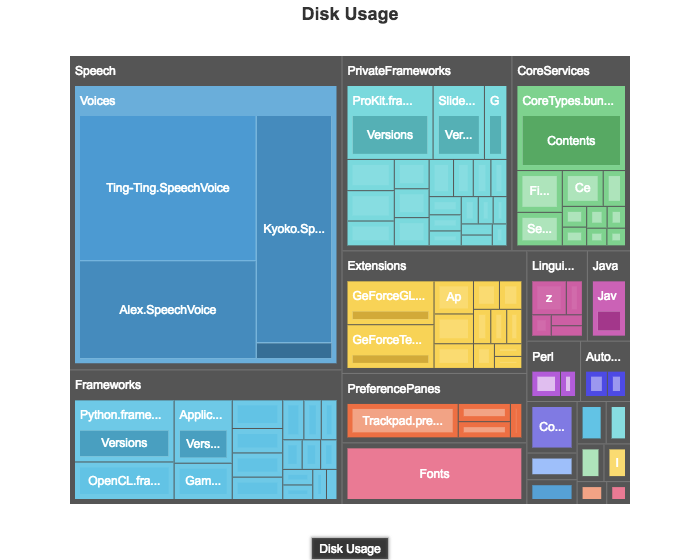 Disk Usage
Speech
PrivateFrameworks
CoreServices
Voices
ProKit.fra...
Slide...
G
CoreTypes.bun...
Versions
Ver...
Contents
Ting-Ting.SpeechVoice
Kyoko.Sp...
Fi...
Ce
Se...
Alex.SpeechVoice
Extensions
Lingui...
Java
GeForceGL...
Ap
z
Jav
GeForceTe...
Perl
Auto...
Frameworks
PreferencePanes
Python.frame...
Applic...
Trackpad.pre...
Co...
Versions
Vers...
OpenCL.fra...
Gam...
Fonts
I
Disk Usage